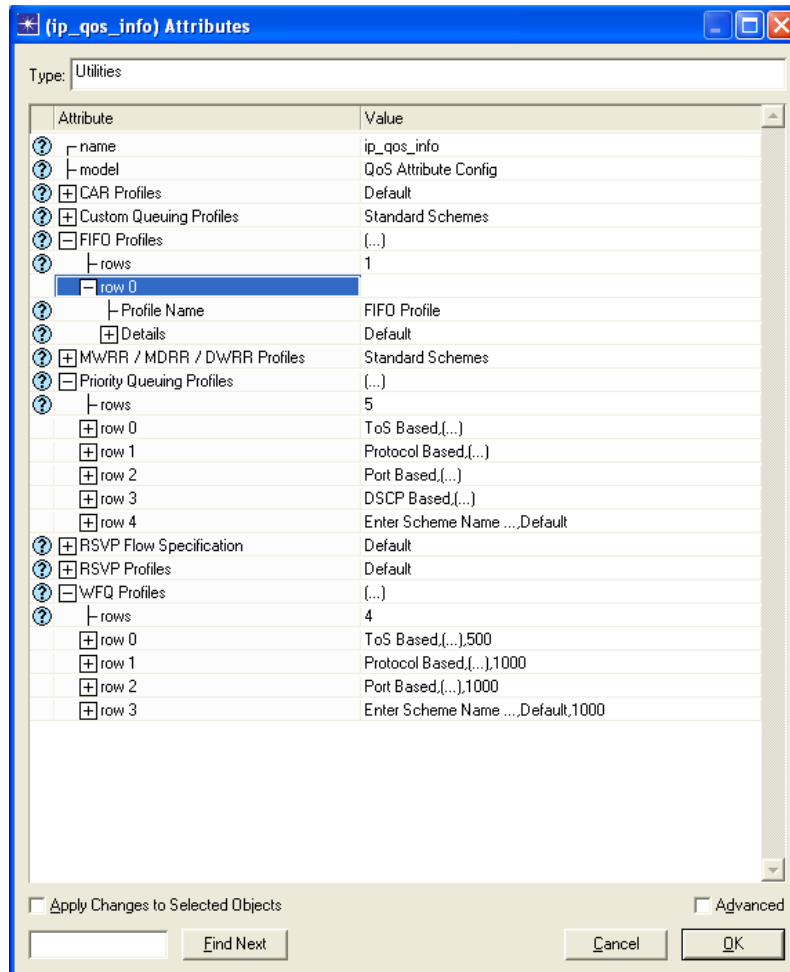 (ip_qos_info) Attributes
Type: Utilities
Attribute Value
name ip_qos_info
model QoS Attribute Config
CAR Profiles Default
Custom Queuing Profiles Standard Schemes
FIFO Profiles (...)
rows 1
row 0
Profile Name FIFO Profile
Details Default
MWRR / MDRR / DWRR Profiles Standard Schemes
Priority Queuing Profiles (...)
rows 5
row 0 ToS Based,(...)
row 1 Protocol Based,(...)
row 2 Port Based,(...)
row 3 DSCP Based,(...)
row 4 Enter Scheme Name ...,Default
RSVP Flow Specification Default
RSVP Profiles Default
WFQ Profiles (...)
rows 4
row 0 ToS Based,(...),500
row 1 Protocol Based,(...),1000
row 2 Port Based,(...),1000
row 3 Enter Scheme Name ...,Default,1000
Apply Changes to Selected Objects Advanced
Find Next Cancel OK